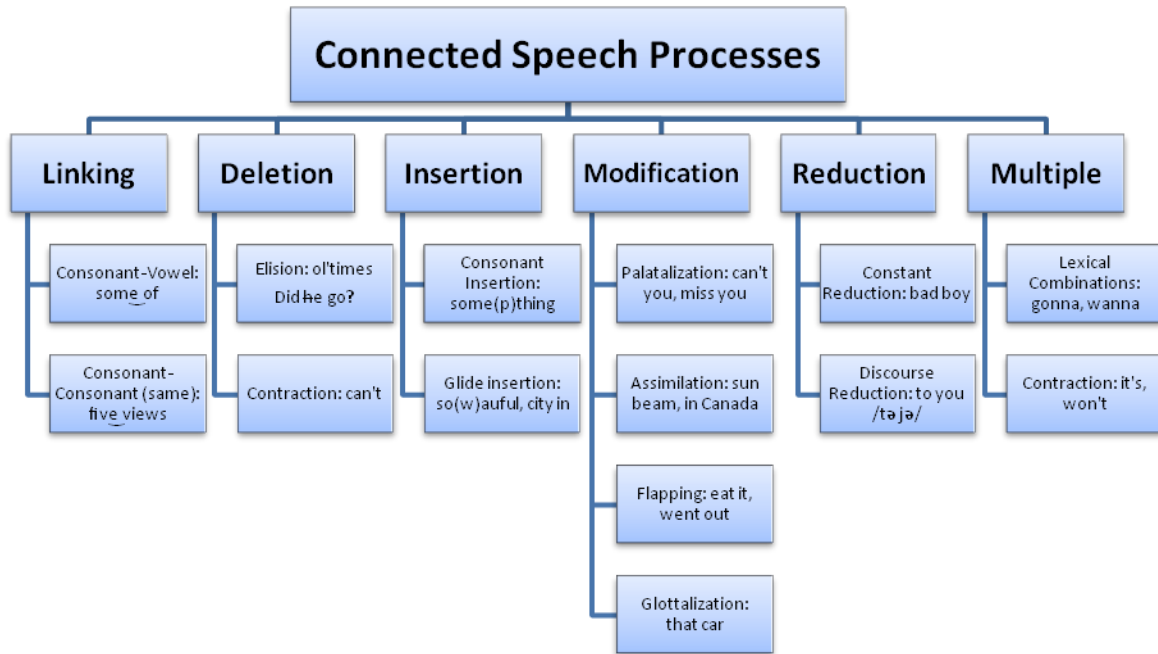 Connected Speech Processes
Linking
Deletion
Insertion
Modification
Reduction
Multiple
Consonant-Vowel:
some of
Consonant-
Consonant (same):
five views
Elision: ol'times
Did he go?
Contraction: can't
Consonant
Insertion:
some(p)thing
Glide insertion:
so(w)auful, city in
Palatalization: can't
you, miss you
Assimilation: sun
beam, in Canada
Flapping: eat it,
went out
Glottalization:
that car
Constant
Reduction: bad boy
Discourse
Reduction: to you
/tə jə/
Lexical
Combinations:
gonna, wanna
Contraction: it's,
won't